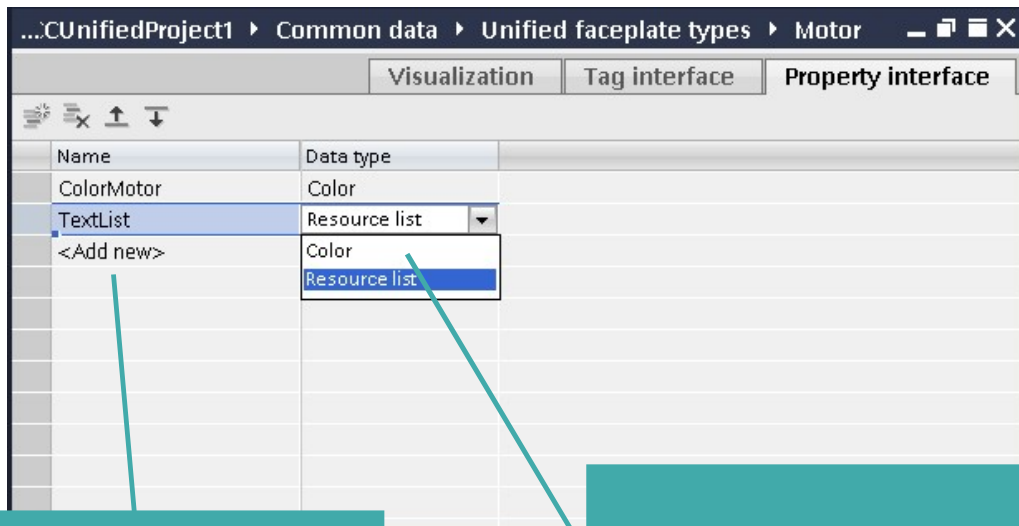 ...:CUnifiedProject1 ▸ Common data ▸ Unified faceplate types ▸ Motor
Visualization Tag interface Property interface
Name Data type
ColorMotor Color
TextList Resource list
<Add new> Color
Resource list